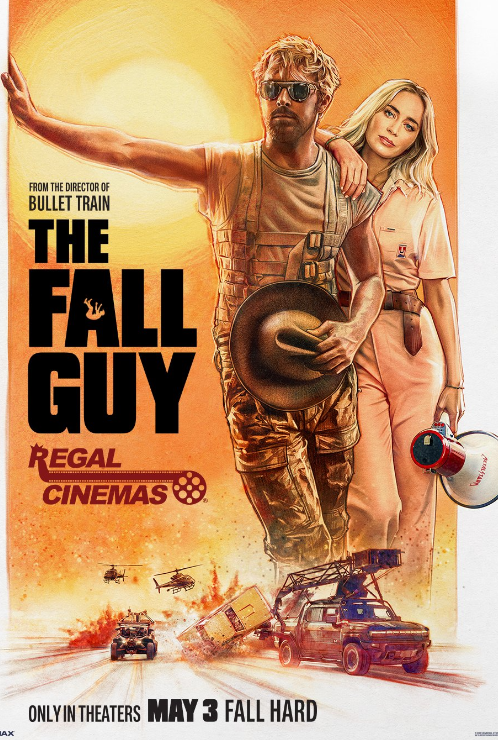 FROM THE DIRECTOR OF
BULLET TRAIN
THE
FALL
GUY
REGAL
CINEMAS
ONLY IN THEATERS MAY 3 FALL HARD